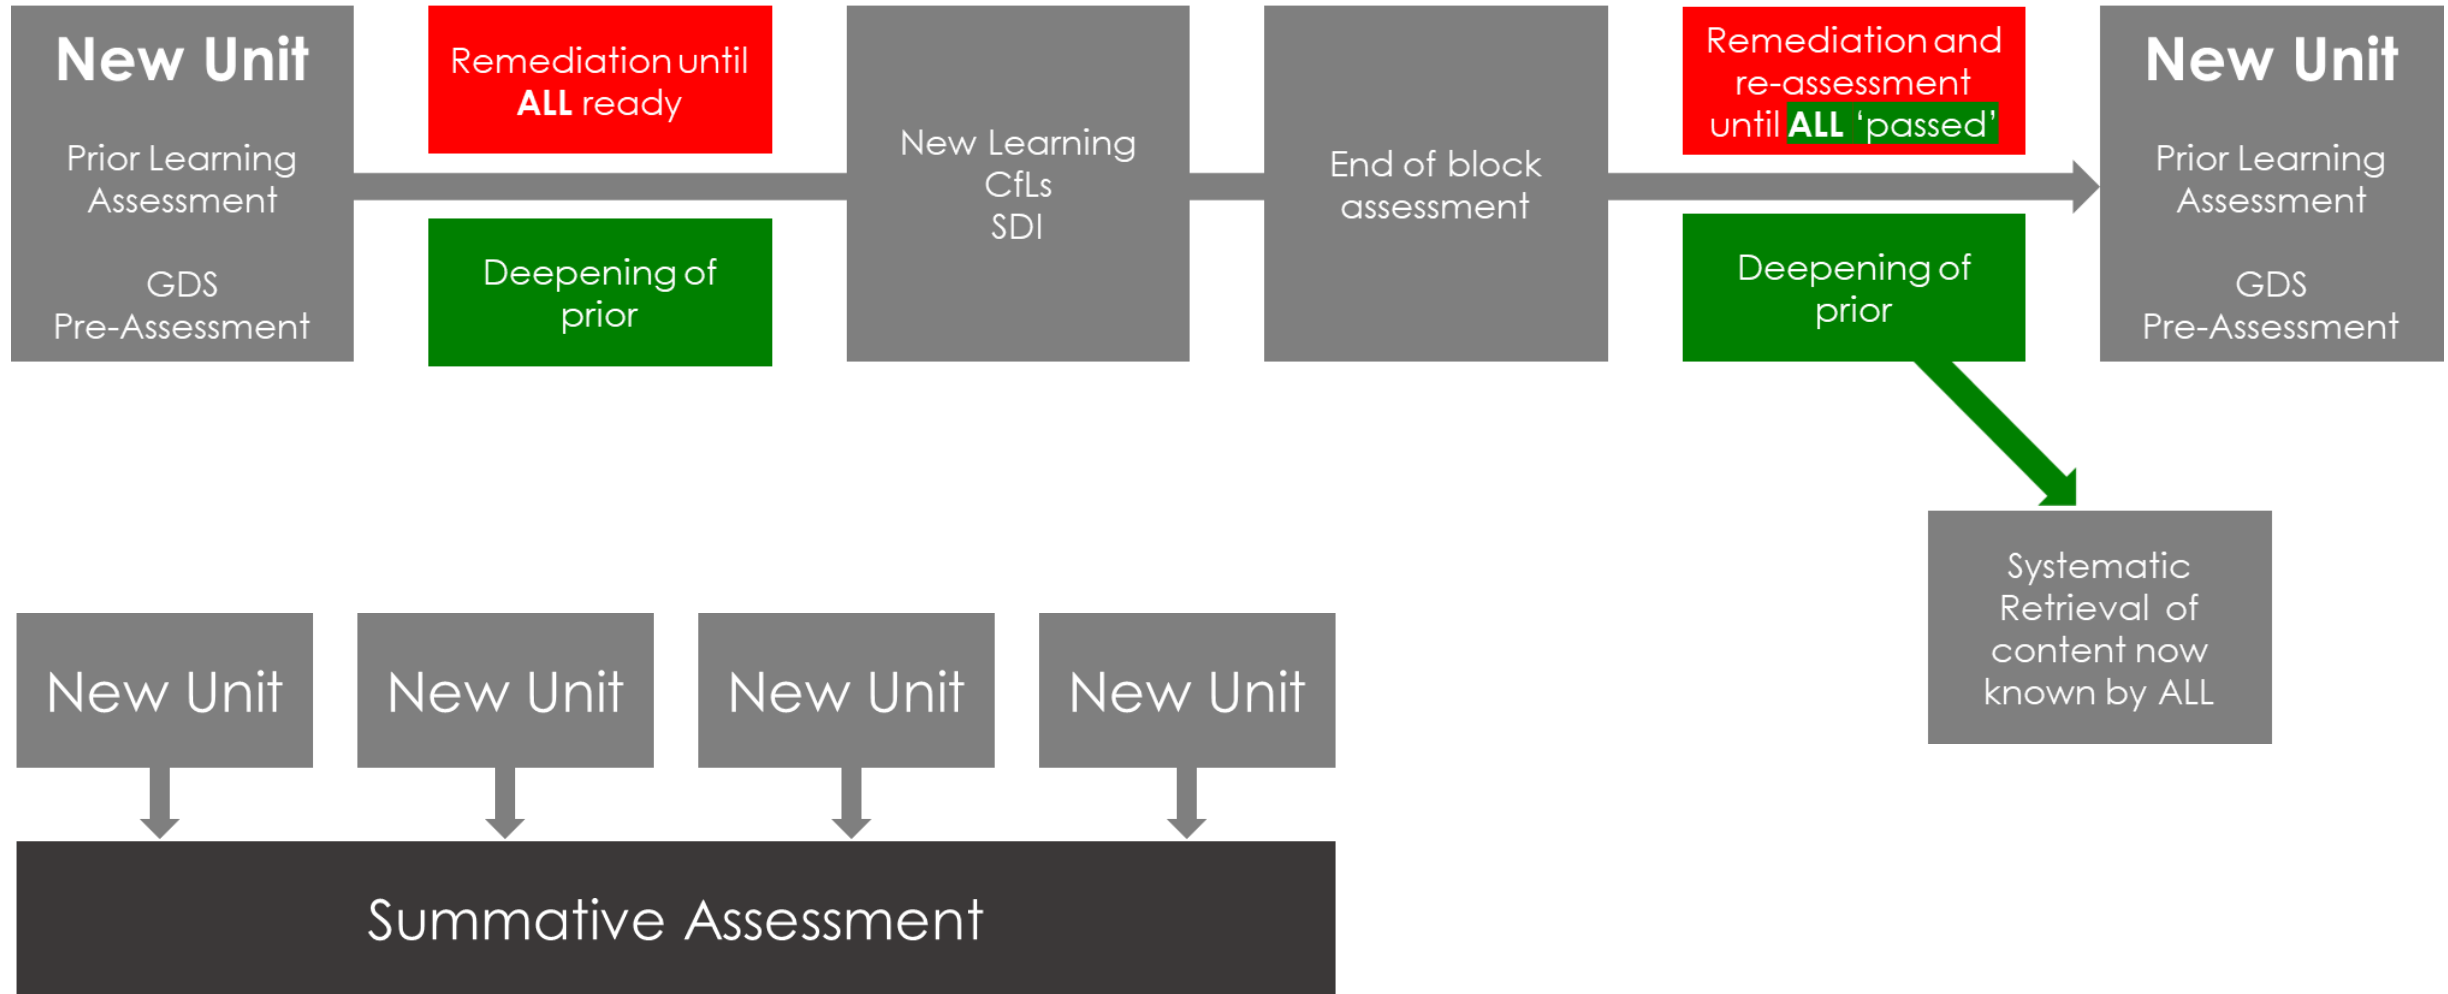 New Unit
Prior Learning
Assessment
GDS
Pre-Assessment
Remediation until
ALL ready
Deepening of
prior
New Learning
CfLs
SDI
End of block
assessment
Remediation and
re-assessment
until ALL ‘passed’
Deepening of
prior
New Unit
Prior Learning
Assessment
GDS
Pre-Assessment
Systematic
Retrieval of
content now
known by ALL
New Unit
New Unit
New Unit
New Unit
Summative Assessment